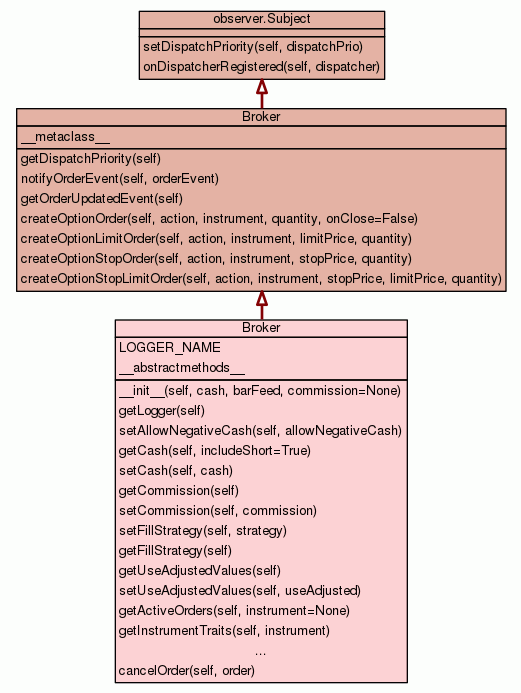 observer.Subject
setDispatchPriority(self, dispatchPrio)
onDispatcherRegistered(self, dispatcher)
Broker
__metaclass__
getDispatchPriority(self)
notifyOrderEvent(self, orderEvent)
getOrderUpdatedEvent(self)
createOptionOrder(self, action, instrument, quantity, onClose=False)
createOptionLimitOrder(self, action, instrument, limitPrice, quantity)
createOptionStopOrder(self, action, instrument, stopPrice, quantity)
createOptionStopLimitOrder(self, action, instrument, stopPrice, limitPrice, quantity)
Broker
LOGGER_NAME
__abstractmethods__
__init__(self, cash, barFeed, commission=None)
getLogger(self)
setAllowNegativeCash(self, allowNegativeCash)
getCash(self, includeShort=True)
setCash(self, cash)
getCommission(self)
setCommission(self, commission)
setFillStrategy(self, strategy)
getFillStrategy(self)
getUseAdjustedValues(self)
setUseAdjustedValues(self, useAdjusted)
getActiveOrders(self, instrument=None)
getInstrumentTraits(self, instrument)
...
cancelOrder(self, order)